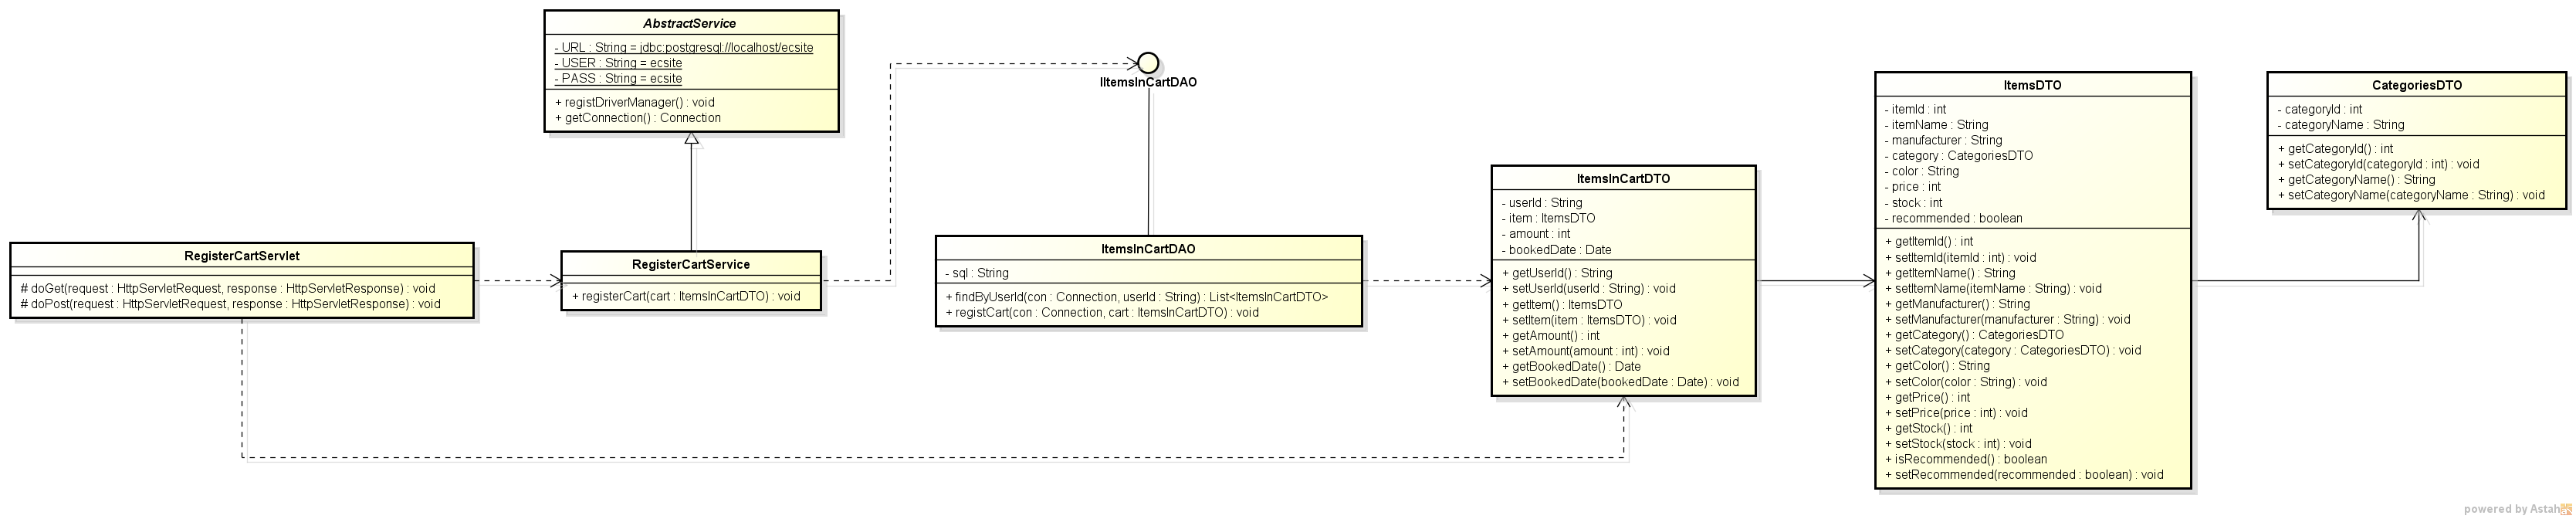 AbstractService
- URL : String = jdbc:postgresql://localhost/ecsite
- USER : String = ecsite
- PASS : String = ecsite
+ registDriverManager() : void
+ getConnection() : Connection
IItemsInCartDAO
RegisterCartServlet
# doGet(request : HttpServletRequest, response : HttpServletResponse) : void
# doPost(request : HttpServletRequest, response : HttpServletResponse) : void
RegisterCartService
+ registerCart(cart : ItemsInCartDTO) : void
ItemsInCartDAO
- sql : String
+ findByUserId(con : Connection, userId : String) : List<ItemsInCartDTO>
+ registCart(con : Connection, cart : ItemsInCartDTO) : void
ItemsInCartDTO
- userId : String
- item : ItemsDTO
- amount : int
- bookedDate : Date
+ getUserId() : String
+ setUserId(userId : String) : void
+ getItem() : ItemsDTO
+ setItem(item : ItemsDTO) : void
+ getAmount() : int
+ setAmount(amount : int) : void
+ getBookedDate() : Date
+ setBookedDate(bookedDate : Date) : void
ItemsDTO
- itemId : int
- itemName : String
- manufacturer : String
- category : CategoriesDTO
- color : String
- price : int
- stock : int
- recommended : boolean
+ getItemId() : int
+ setItemId(itemId : int) : void
+ getItemName() : String
+ setItemName(itemName : String) : void
+ getManufacturer() : String
+ setManufacturer(manufacturer : String) : void
+ getCategory() : CategoriesDTO
+ setCategory(category : CategoriesDTO) : void
+ getColor() : String
+ setColor(color : String) : void
+ getPrice() : int
+ setPrice(price : int) : void
+ getStock() : int
+ setStock(stock : int) : void
+ isRecommended() : boolean
+ setRecommended(recommended : boolean) : void
CategoriesDTO
- categoryId : int
- categoryName : String
+ getCategoryId() : int
+ setCategoryId(categoryId : int) : void
+ getCategoryName() : String
+ setCategoryName(categoryName : String) : void
powered by Astah